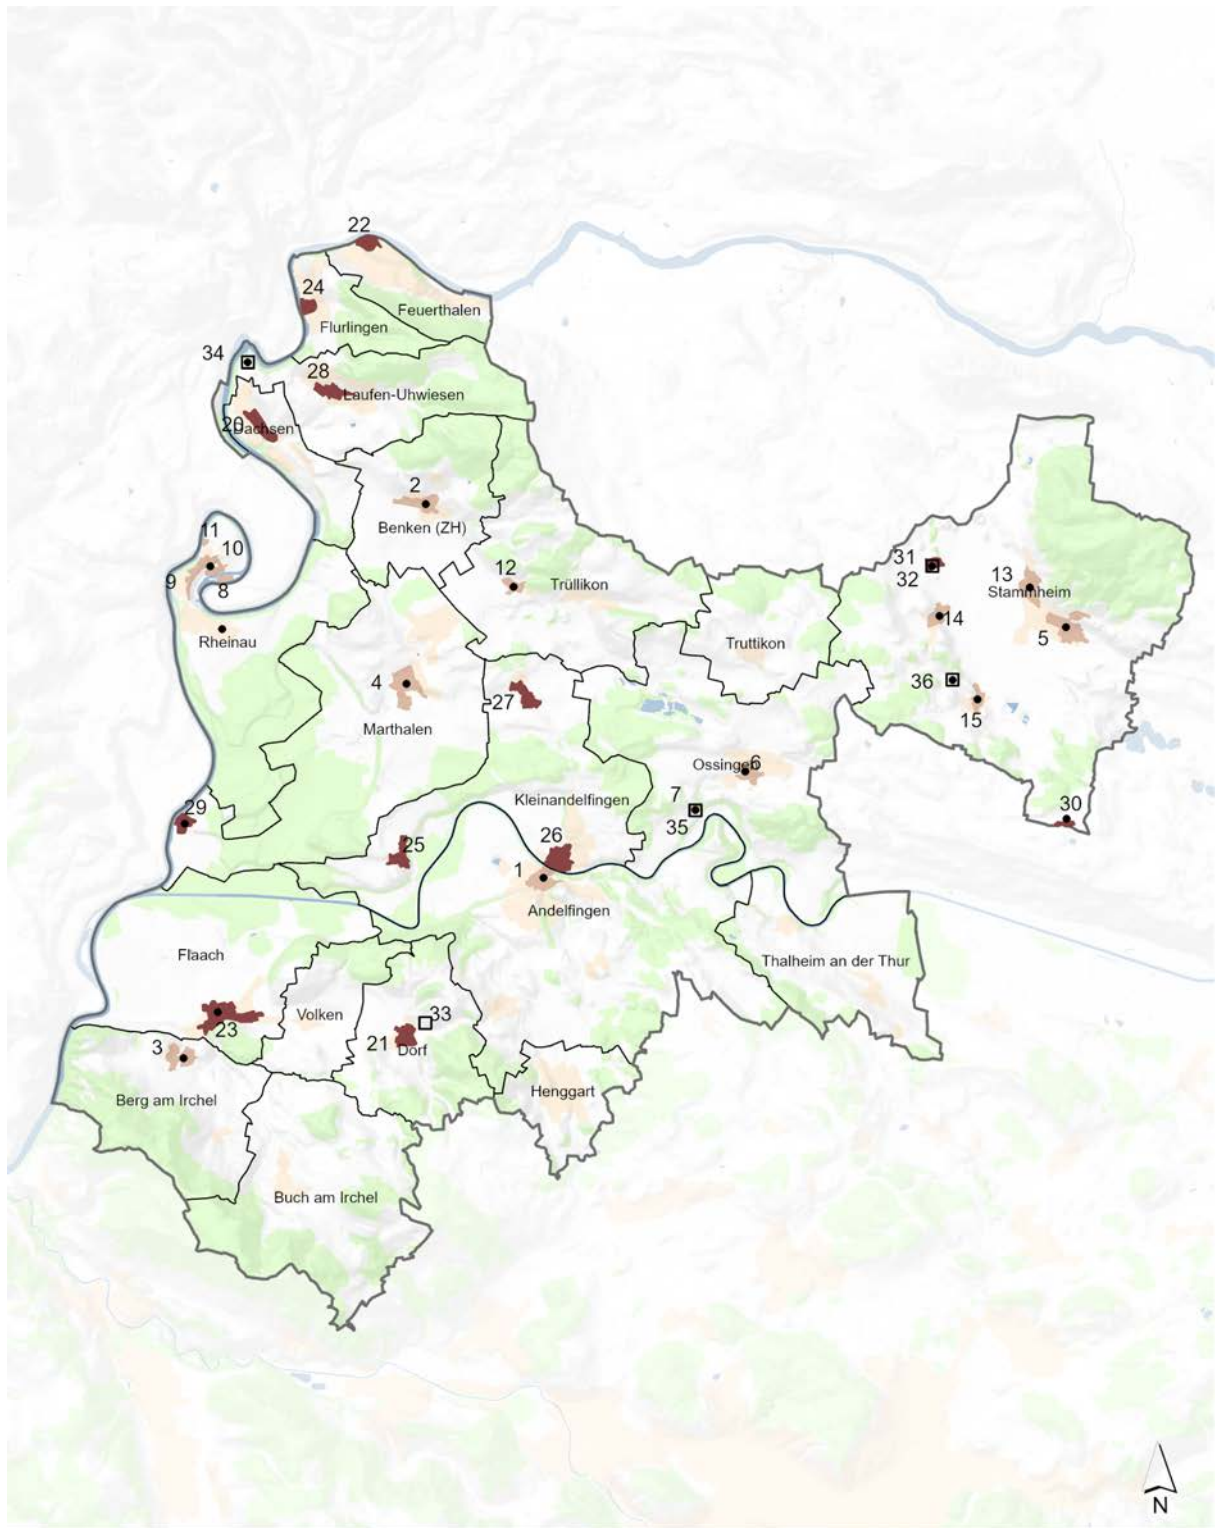 22
24
Feuerthalen
Flurlingen
34
28
Laufen-Uhwiesen
20
Dachsen
2
Benken (ZH)
11
10
9
8
12
Trüllikon
31
32
13
Stammheim
14
5
Rheinau
Truttikon
4
27
36
15
Marthalen
Ossingen
6
Kleinandelfingen
7
35
30
29
25
26
1
Andelfingen
Flaach
Thalheim an der Thur
Volken
33
23
21
Dorf
3
Berg am Irchel
Henggart
Buch am Irchel
N